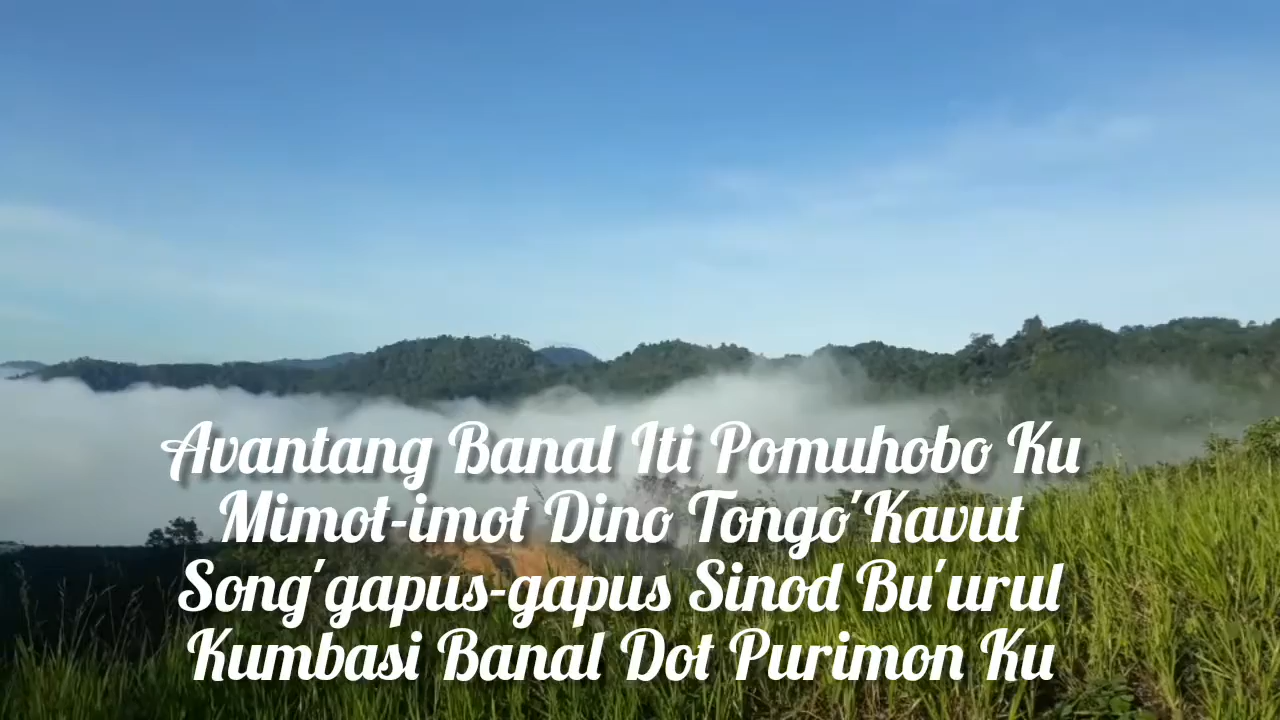 Avantang Banal Iti Pomuhobo Ku
Mimot-imot Dino Tongo'Kavut
Song'gapus-gapus Sinod Bu'urul
Kumbasi Banal Dot Purimon Ku